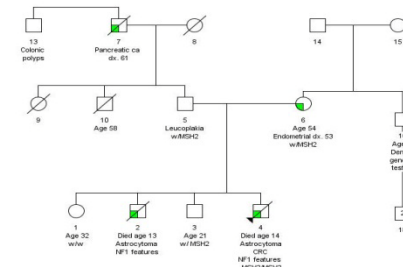 13
Colonic
polyps
7
Pancreatic ca
dx. 61
8
14
15
9
10
Age 58
5
Leucoplakia
w/MSH2
6
Age 54
Endometrial dx. 53
w/MSH2
1
Age 32
w/w
2
Died age 13
Astrocytoma
NF1 features
3
Age 21
w/ MSH2
4
Died age 14
Astrocytoma
CRC
NF1 features